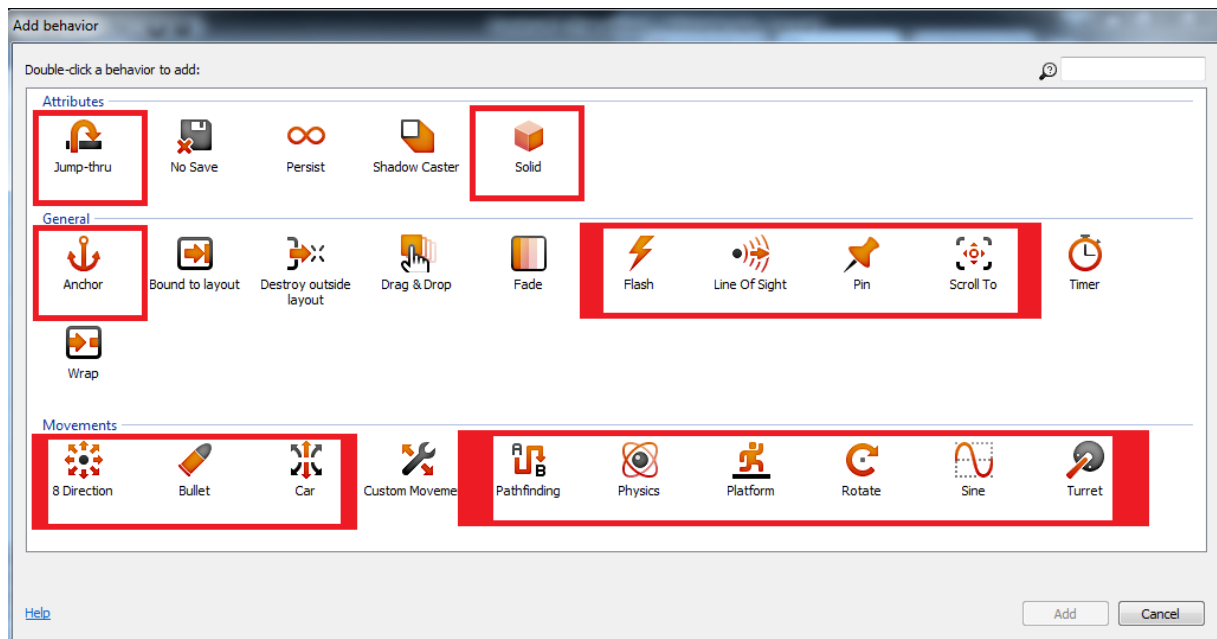 Add behavior
Double-click a behavior to add:
Attributes
Jump-thru No Save Persist Shadow Caster Solid
General
Anchor Bound to layout Destroy outside layout Drag & Drop Fade Flash Line Of Sight Pin Scroll To Timer
Wrap
Movements
8 Direction Bullet Car Custom Moveme Pathfinding Physics Platform Rotate Sine Turret
A
B
Help Add Cancel